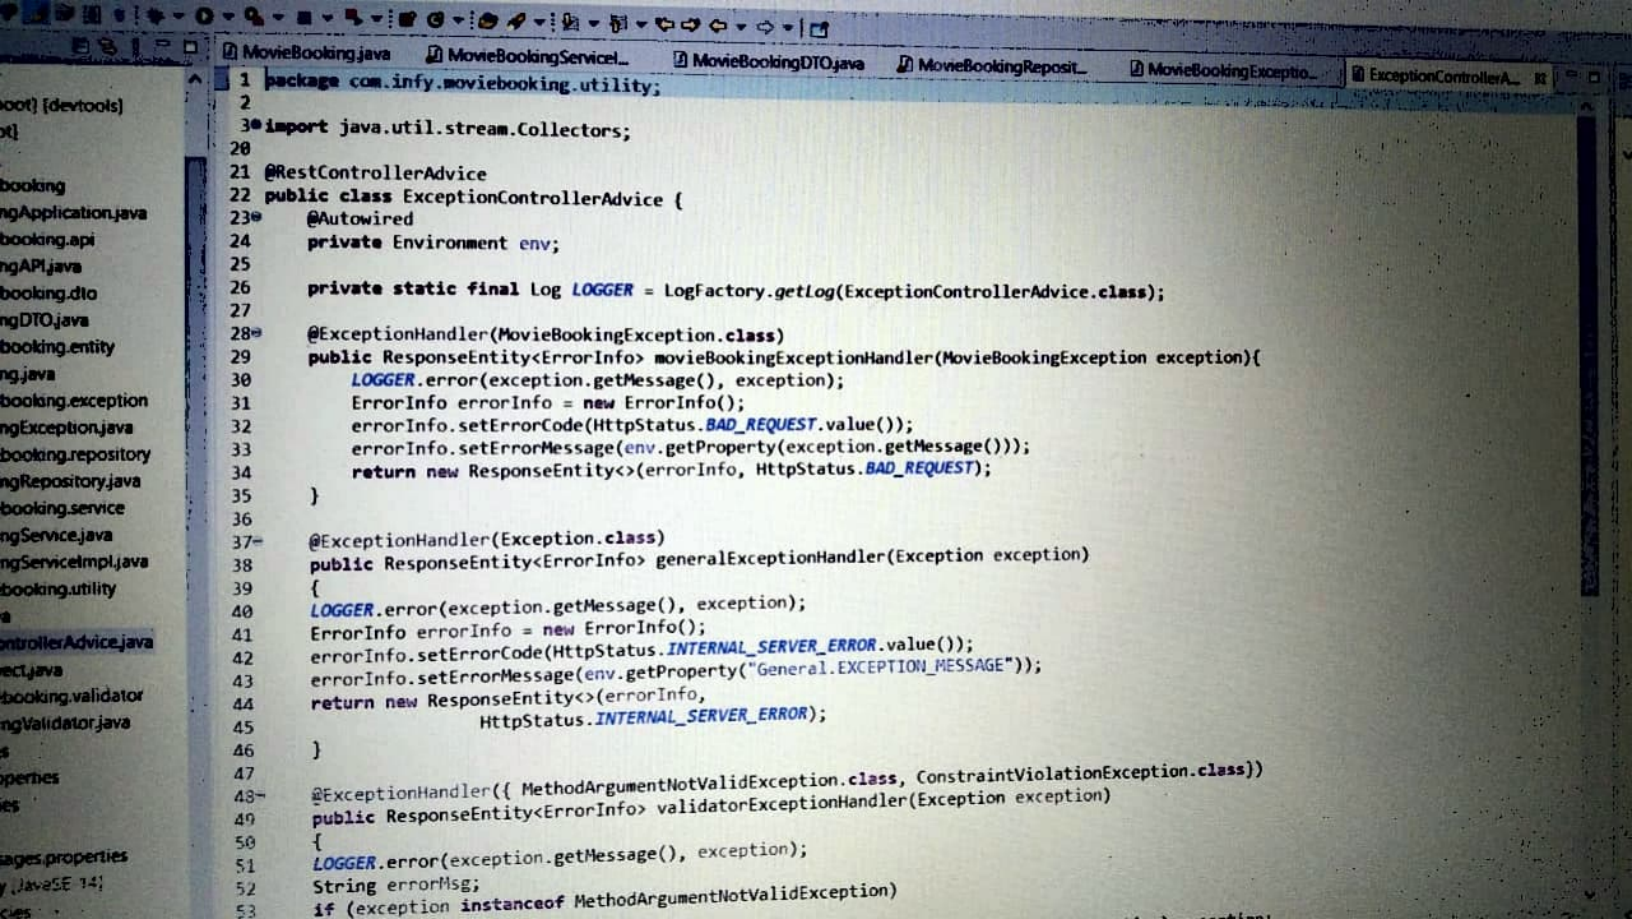 MovieBooking.java MovieBookingServiceI... MovieBookingDTO.java MovieBookingReposit... MovieBookingExceptio... ExceptionControllerA...
oot] [devtools]
ot]
booking
ngApplication.java
booking.api
ngAPI.java
booking.dto
ngDTO.java
booking.entity
ng.java
booking.exception
ngException.java
booking.repository
ngRepository.java
booking.service
ngService.java
ngServiceImpl.java
booking.utility
a
ontrollerAdvice.java
ect.java
booking.validator
ngValidator.java
s
operties
es
sages.properties
y [JavaSE-14]
cies
1 package com.infy.moviebooking.utility;
2
3 import java.util.stream.Collectors;
20
21 @RestControllerAdvice
22 public class ExceptionControllerAdvice {
23 @Autowired
24 private Environment env;
25
26 private static final Log LOGGER = LogFactory.getLog(ExceptionControllerAdvice.class);
27
28 @ExceptionHandler(MovieBookingException.class)
29 public ResponseEntity<ErrorInfo> movieBookingExceptionHandler(MovieBookingException exception){
30 LOGGER.error(exception.getMessage(), exception);
31 ErrorInfo errorInfo = new ErrorInfo();
32 errorInfo.setErrorCode(HttpStatus.BAD_REQUEST.value());
33 errorInfo.setErrorMessage(env.getProperty(exception.getMessage()));
34 return new ResponseEntity<>(errorInfo, HttpStatus.BAD_REQUEST);
35 }
36
37 @ExceptionHandler(Exception.class)
38 public ResponseEntity<ErrorInfo> generalExceptionHandler(Exception exception)
39 {
40 LOGGER.error(exception.getMessage(), exception);
41 ErrorInfo errorInfo = new ErrorInfo();
42 errorInfo.setErrorCode(HttpStatus.INTERNAL_SERVER_ERROR.value());
43 errorInfo.setErrorMessage(env.getProperty("General.EXCEPTION_MESSAGE"));
44 return new ResponseEntity<>(errorInfo,
45 HttpStatus.INTERNAL_SERVER_ERROR);
46 }
47
48 @ExceptionHandler({ MethodArgumentNotValidException.class, ConstraintViolationException.class})
49 public ResponseEntity<ErrorInfo> validatorExceptionHandler(Exception exception)
50 {
51 LOGGER.error(exception.getMessage(), exception);
52 String errorMsg;
53 if (exception instanceof MethodArgumentNotValidException)